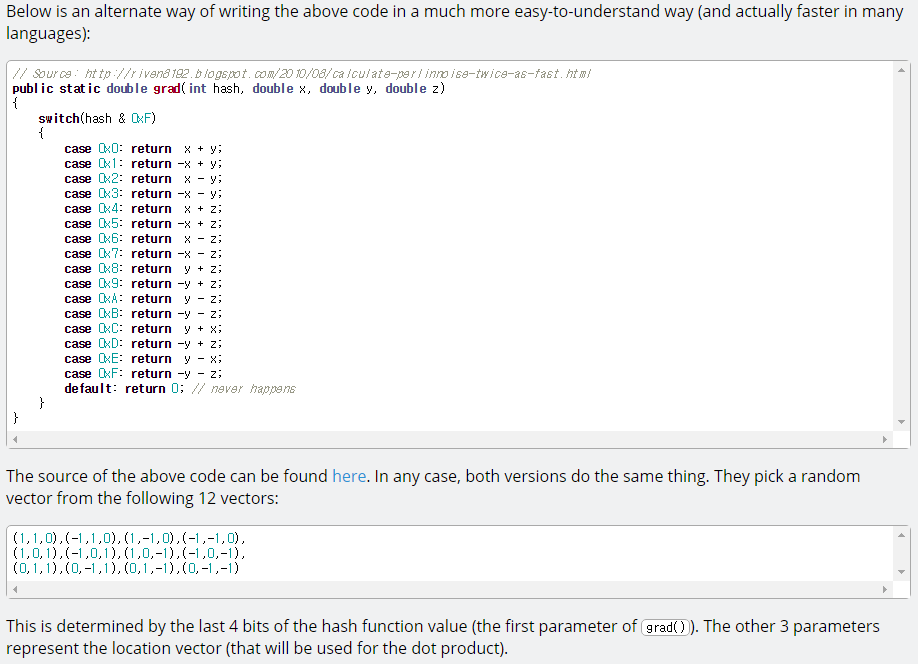 Below is an alternate way of writing the above code in a much more easy-to-understand way (and actually faster in many
languages):
// Source: http://riven8192.blogspot.com/2010/08/calculate-perlinnoise-twice-as-fast.html
public static double grad(int hash, double x, double y, double z)
{
    switch(hash & 0xF)
    {
        case 0x0: return  x + y;
        case 0x1: return -x + y;
        case 0x2: return  x - y;
        case 0x3: return -x - y;
        case 0x4: return  x + z;
        case 0x5: return -x + z;
        case 0x6: return  x - z;
        case 0x7: return -x - z;
        case 0x8: return  y + z;
        case 0x9: return -y + z;
        case 0xA: return  y - z;
        case 0xB: return -y - z;
        case 0xC: return  y + x;
        case 0xD: return -y + z;
        case 0xE: return  y - x;
        case 0xF: return -y - z;
        default: return 0; // never happens
    }
}
The source of the above code can be found here. In any case, both versions do the same thing. They pick a random
vector from the following 12 vectors:
(1,1,0),(-1,1,0),(1,-1,0),(-1,-1,0),
(1,0,1),(-1,0,1),(1,0,-1),(-1,0,-1),
(0,1,1),(0,-1,1),(0,1,-1),(0,-1,-1)
This is determined by the last 4 bits of the hash function value (the first parameter of grad()). The other 3 parameters
represent the location vector (that will be used for the dot product).